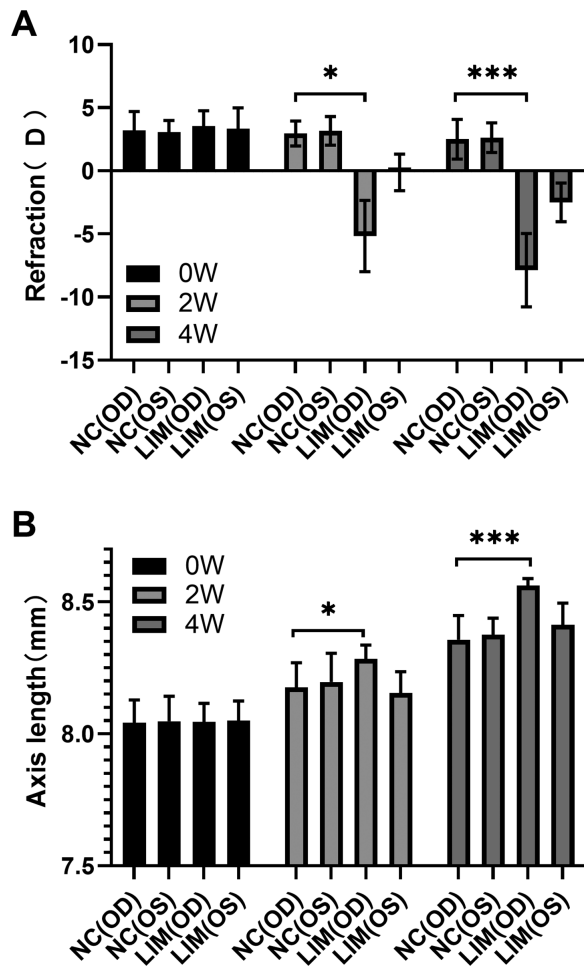 A
Refraction( D)
10
5
0
-5
-10
-15
*
***
0W
2W
4W
NC(OD)
NC(OS)
LIM(OD)
LIM(OS)
NC(OD)
NC(OS)
LIM(OD)
LIM(OS)
NC(OD)
NC(OS)
LIM(OD)
LIM(OS)
B
Axis length(mm)
8.5
8.0
7.5
0W
2W
4W
*
***
NC(OD)
NC(OS)
LIM(OD)
LIM(OS)
NC(OD)
NC(OS)
LIM(OD)
LIM(OS)
NC(OD)
NC(OS)
LIM(OD)
LIM(OS)